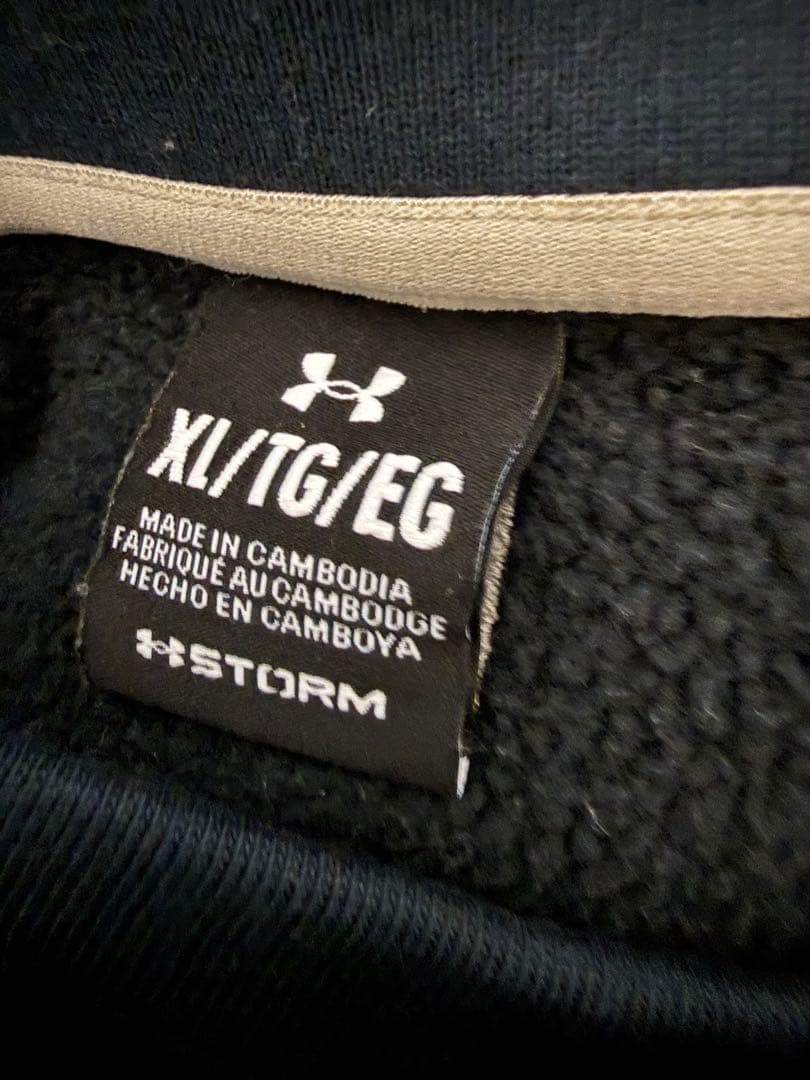 XL/TG/EG
MADE IN CAMBODIA
FABRIQUÉ AU CAMBODGE
HECHO EN CAMBOYA
STORM